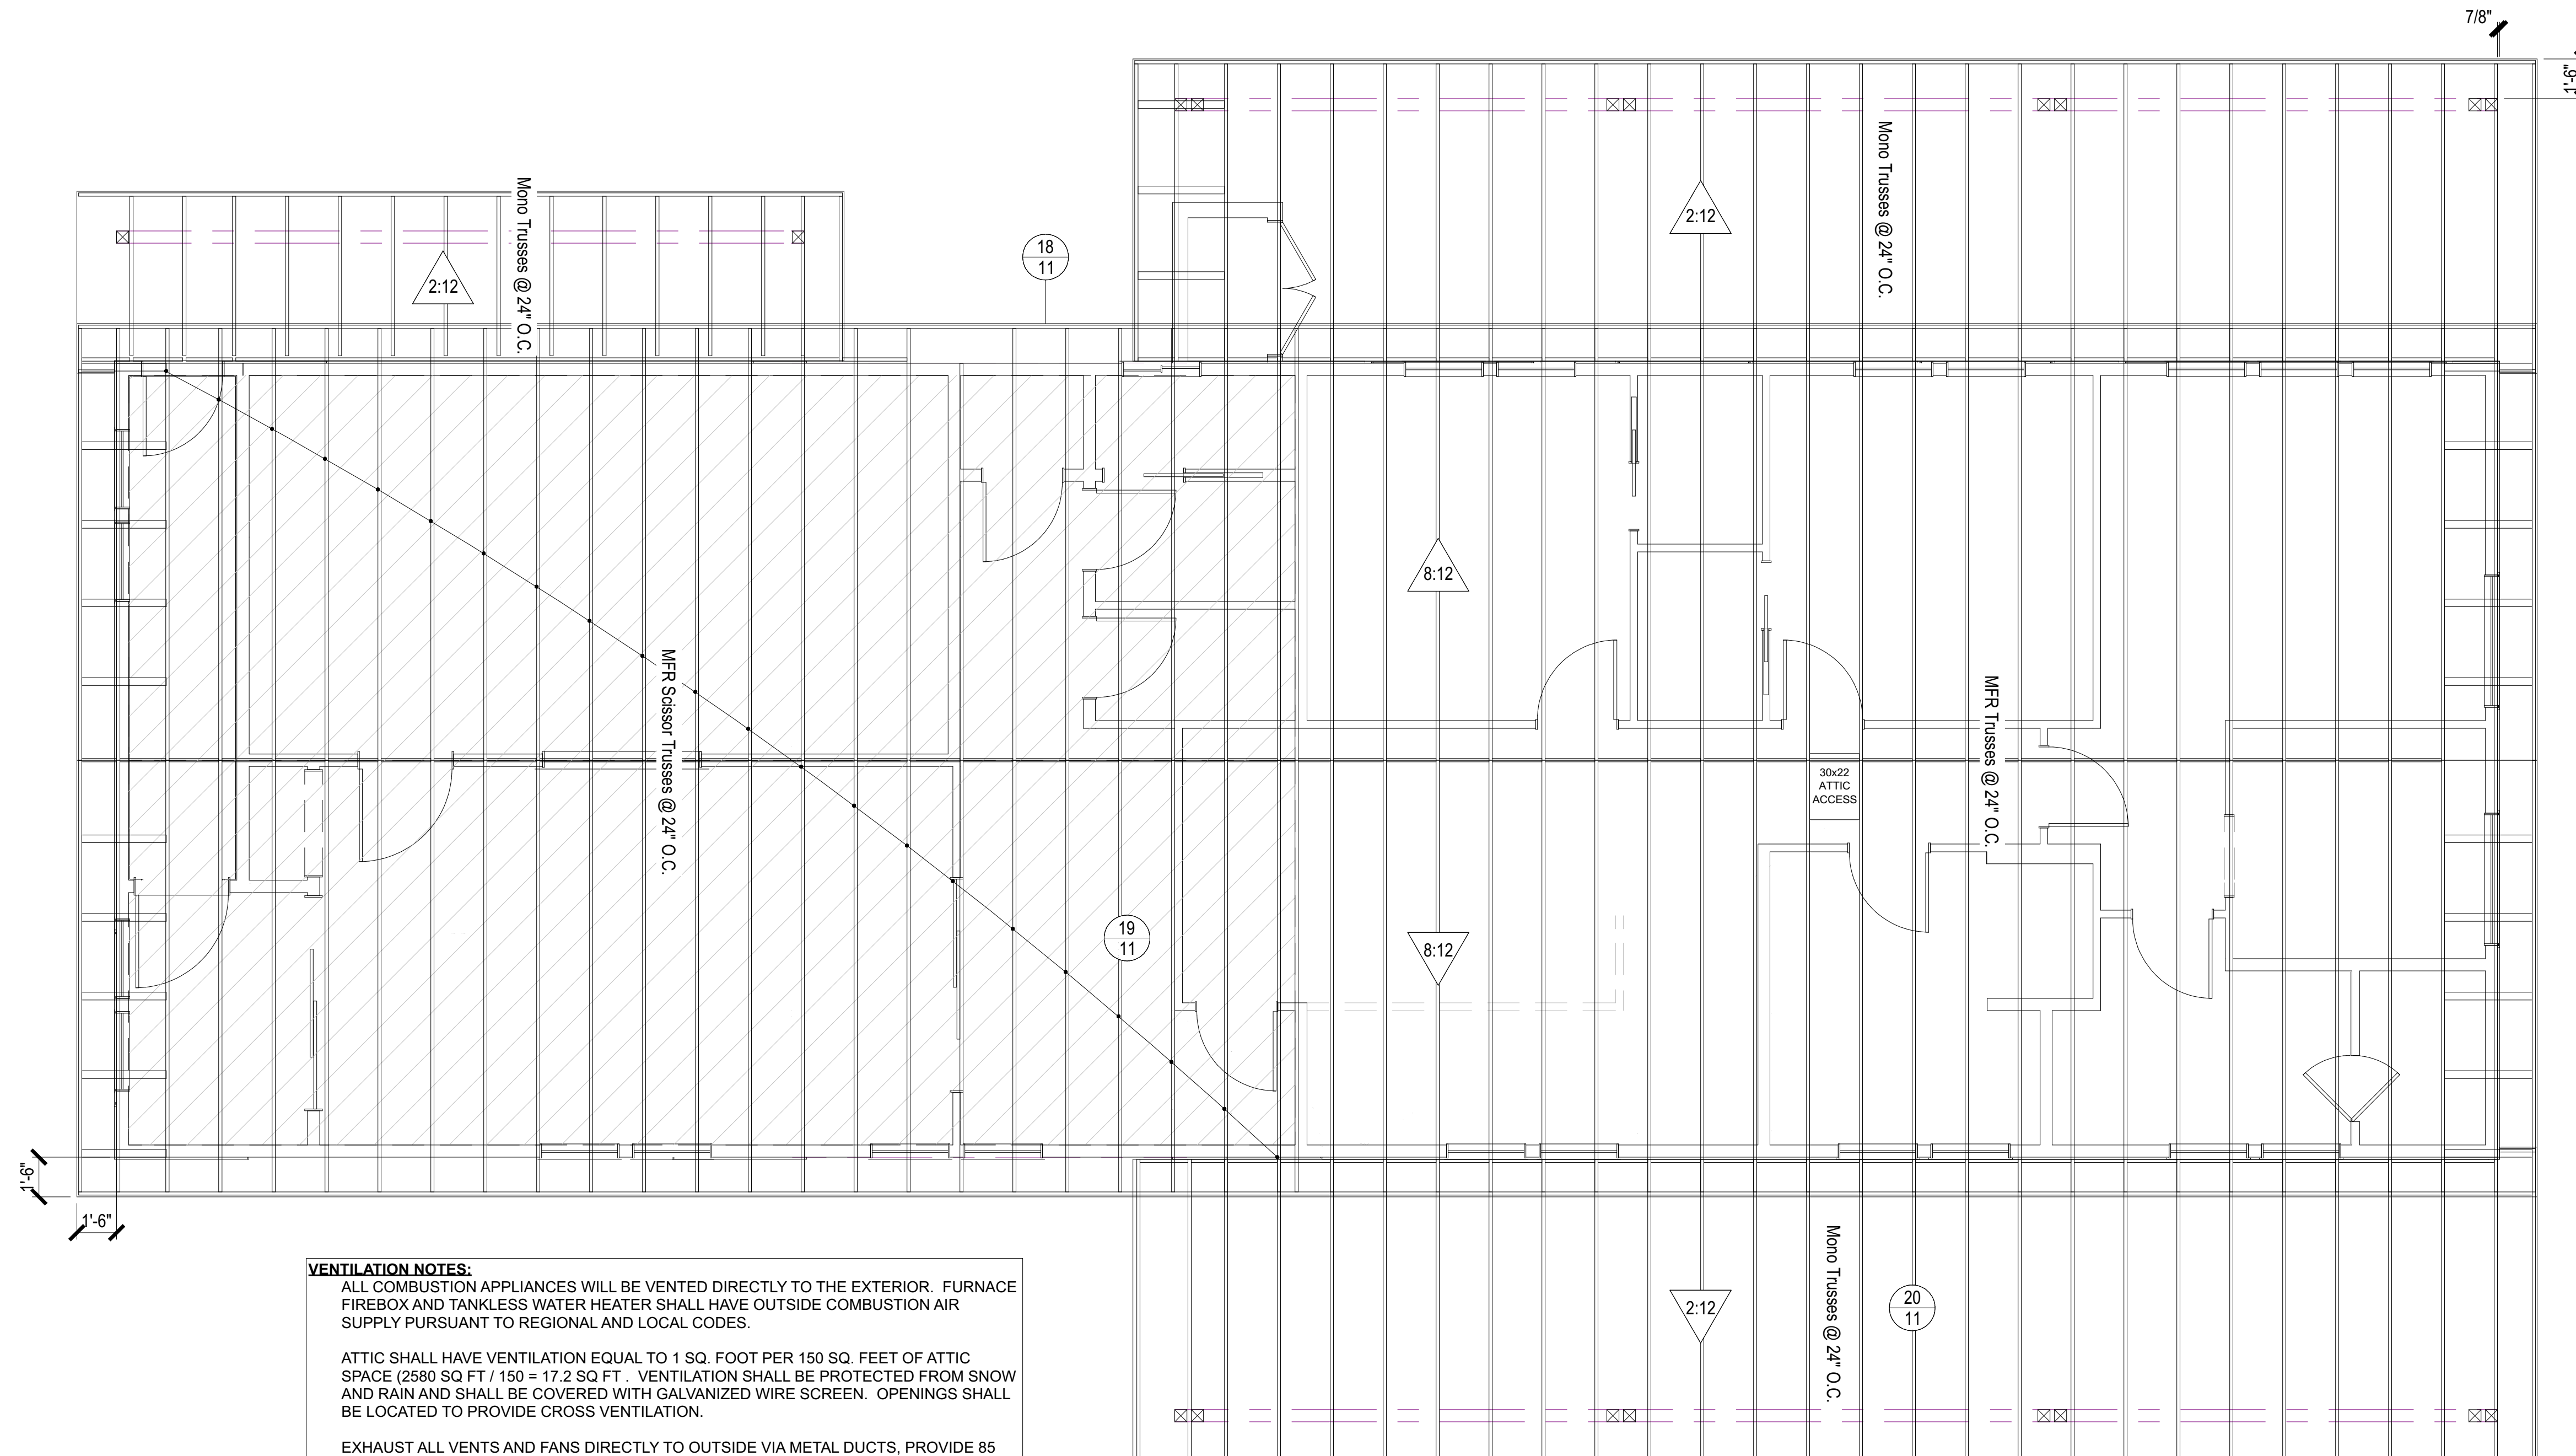 7/8"
1'-6"
Mono Trusses @ 24" O.C.
2:12
Mono Trusses @ 24" O.C.
2:12
18
11
8:12
MFR Scissor Trusses @ 24" O.C.
MFR Trusses @ 24" O.C.
30x22
ATTIC
ACCESS
19
11
8:12
1'-6"
1'-6"
Mono Trusses @ 24" O.C.
2:12
20
11
VENTILATION NOTES:
ALL COMBUSTION APPLIANCES WILL BE VENTED DIRECTLY TO THE EXTERIOR. FURNACE
FIREBOX AND TANKLESS WATER HEATER SHALL HAVE OUTSIDE COMBUSTION AIR
SUPPLY PURSUANT TO REGIONAL AND LOCAL CODES.
ATTIC SHALL HAVE VENTILATION EQUAL TO 1 SQ. FOOT PER 150 SQ. FEET OF ATTIC
SPACE (2580 SQ FT / 150 = 17.2 SQ FT . VENTILATION SHALL BE PROTECTED FROM SNOW
AND RAIN AND SHALL BE COVERED WITH GALVANIZED WIRE SCREEN. OPENINGS SHALL
BE LOCATED TO PROVIDE CROSS VENTILATION.
EXHAUST ALL VENTS AND FANS DIRECTLY TO OUTSIDE VIA METAL DUCTS, PROVIDE 85